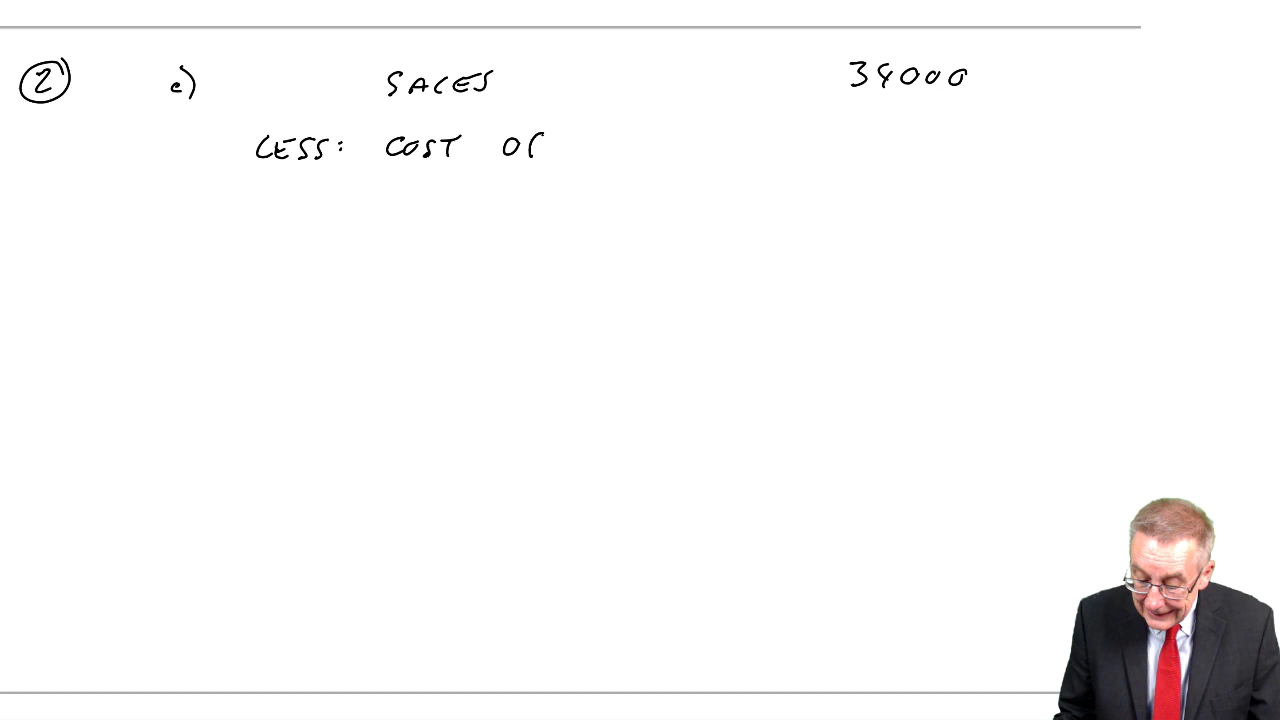 ② e) SALES 34000
LESS: COST OF